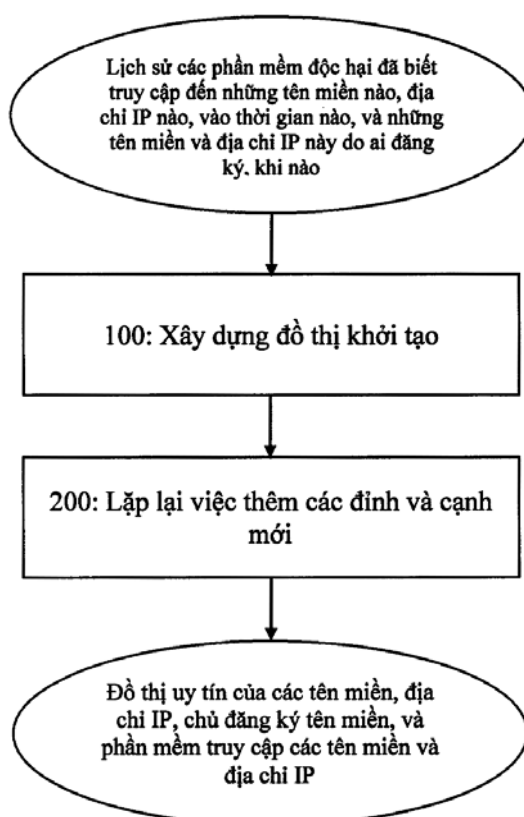 Lịch sử các phần mềm độc hại đã biết
truy cập đến những tên miền nào, địa
chỉ IP nào, vào thời gian nào, và những
tên miền và địa chỉ IP này do ai đăng
ký, khi nào
100: Xây dựng đồ thị khởi tạo
200: Lặp lại việc thêm các đỉnh và cạnh
mới
Đồ thị uy tín của các tên miền, địa
chỉ IP, chủ đăng ký tên miền, và
phần mềm truy cập các tên miền và
địa chỉ IP